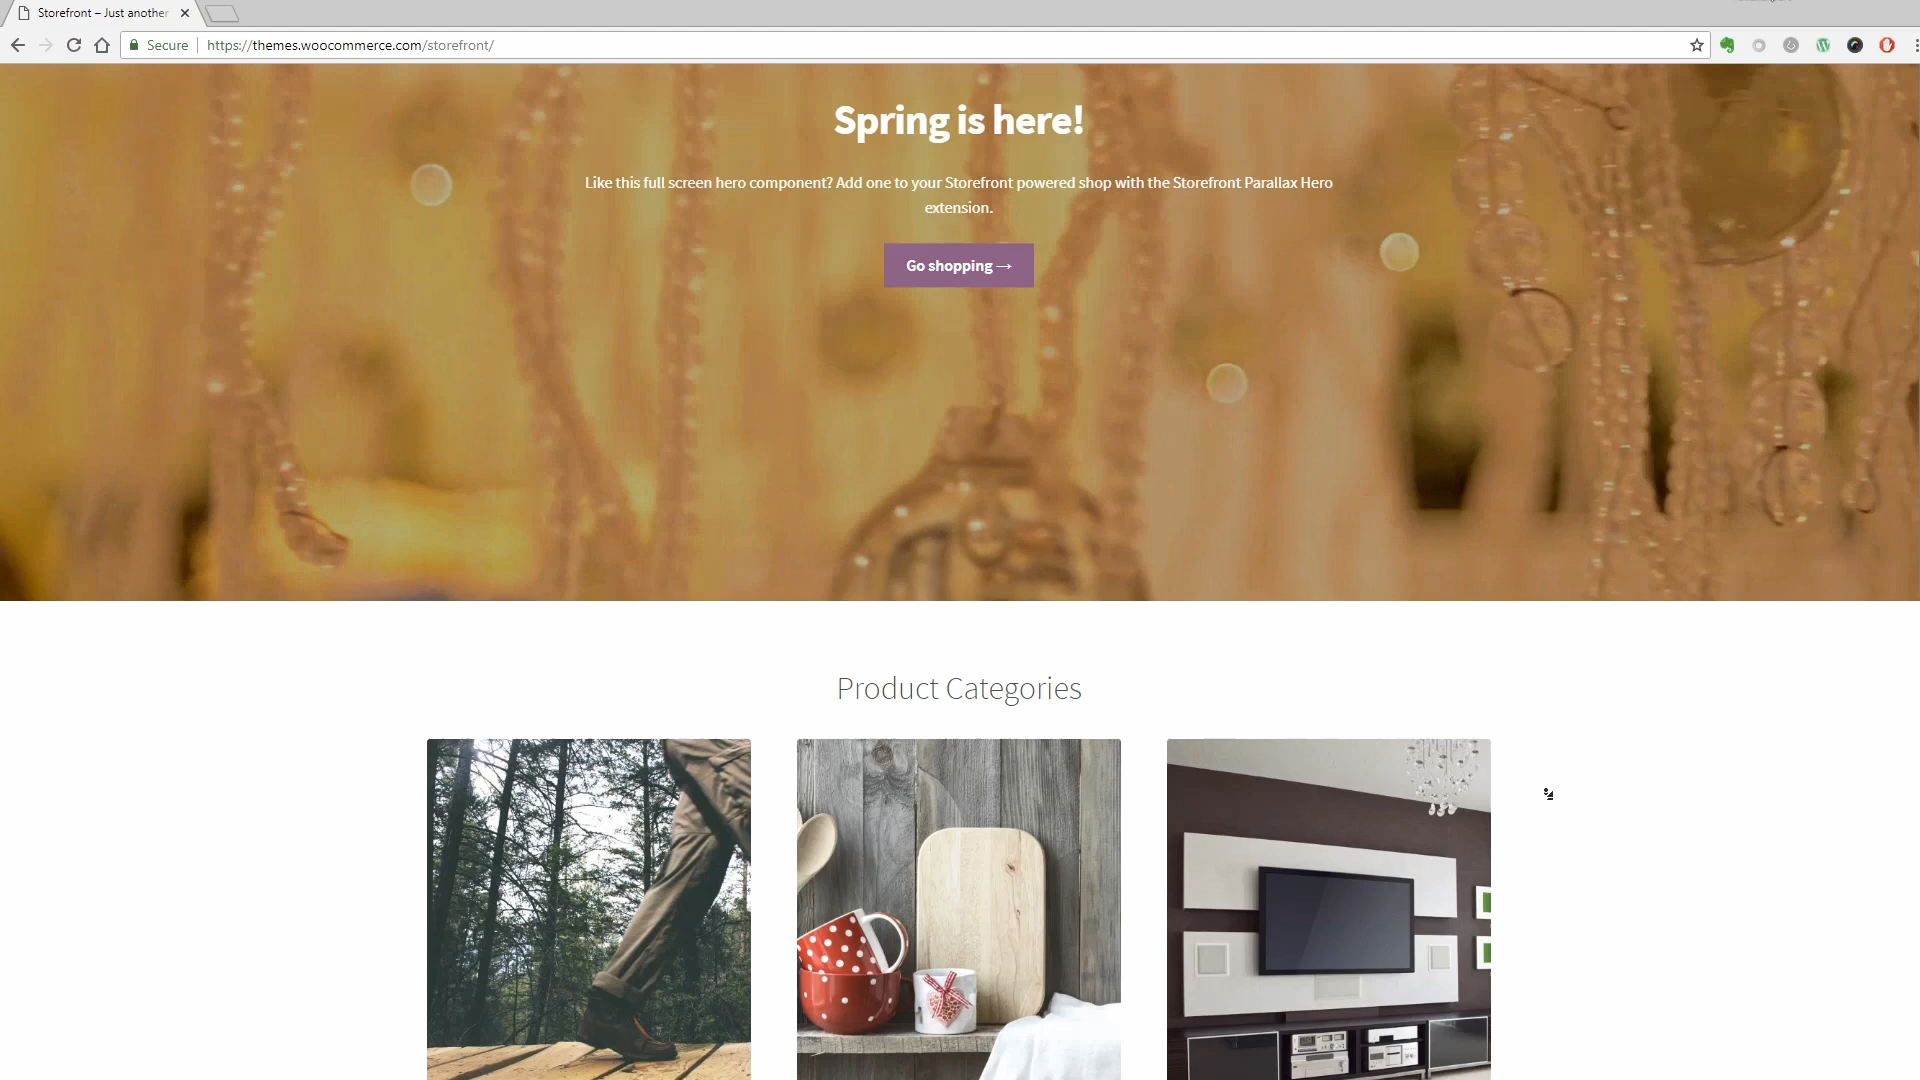 Storefront – Just another
Secure
https://themes.woocommerce.com/storefront/
Spring is here!
Like this full screen hero component? Add one to your Storefront powered shop with the Storefront Parallax Hero
extension.
Go shopping →
Product Categories